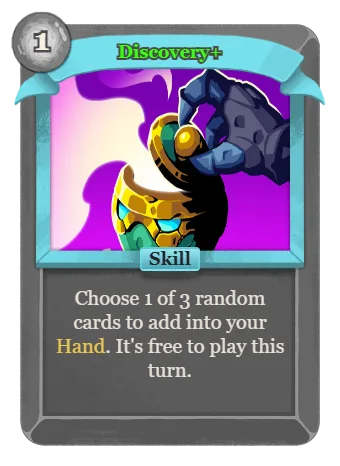 1
Discovery+
Skill
Choose 1 of 3 random
cards to add into your
Hand. It's free to play this
turn.